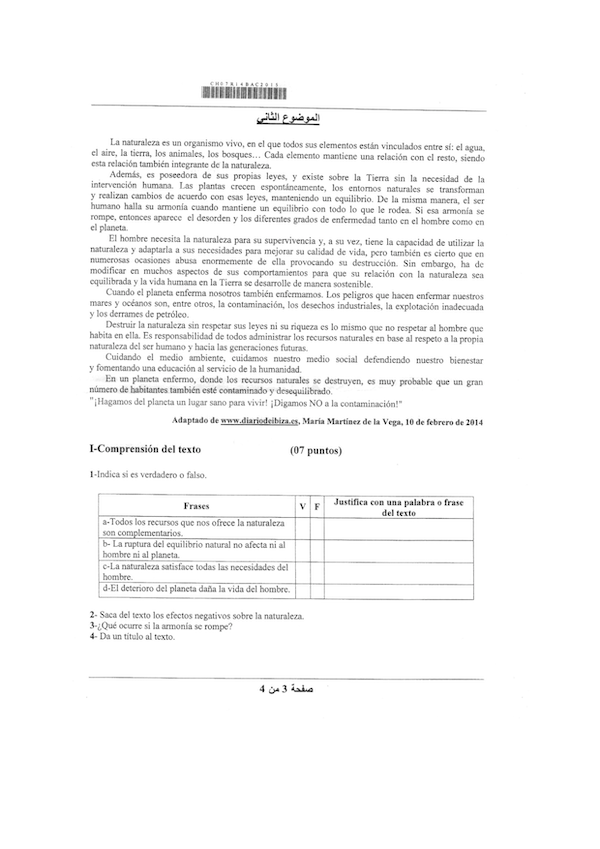 CH07R14BAC2015
الموضوع الثاني
La naturaleza es un organismo vivo, en el que todos sus elementos están vinculados entre sí: el agua,
el aire, la tierra, los animales, los bosques… Cada elemento mantiene una relación con el resto, siendo
esta relación también integrante de la naturaleza.
Además, es poseedora de sus propias leyes, y existe sobre la Tierra sin la necesidad de la
intervención humana. Las plantas crecen espontáneamente, los entornos naturales se transforman
y realizan cambios de acuerdo con esas leyes, manteniendo un equilibrio. De la misma manera, el ser
humano halla su armonía cuando mantiene un equilibrio con todo lo que le rodea. Si esa armonía se
rompe, entonces aparece el desorden y los diferentes grados de enfermedad tanto en el hombre como en
el planeta.
El hombre necesita la naturaleza para su supervivencia y, a su vez, tiene la capacidad de utilizar la
naturaleza y adaptarla a sus necesidades para mejorar su calidad de vida, pero también es cierto que en
numerosas ocasiones abusa enormemente de ella provocando su destrucción. Sin embargo, ha de
modificar en muchos aspectos de sus comportamientos para que su relación con la naturaleza sea
equilibrada y la vida humana en la Tierra se desarrolle de manera sostenible.
Cuando el planeta enferma nosotros también enfermamos. Los peligros que hacen enfermar nuestros
mares y océanos son, entre otros, la contaminación, los desechos industriales, la explotación inadecuada
y los derrames de petróleo.
Destruir la naturaleza sin respetar sus leyes ni su riqueza es lo mismo que no respetar al hombre que
habita en ella. Es responsabilidad de todos administrar los recursos naturales en base al respeto a la propia
naturaleza del ser humano y hacia las generaciones futuras.
Cuidando el medio ambiente, cuidamos nuestro medio social defendiendo nuestro bienestar
y fomentando una educación al servicio de la humanidad.
En un planeta enfermo, donde los recursos naturales se destruyen, es muy probable que un gran
número de habitantes también esté contaminado y desequilibrado.
"¡Hagamos del planeta un lugar sano para vivir! ¡Digamos NO a la contaminación!"
Adaptado de www.diariodeibiza.es, María Martínez de la Vega, 10 de febrero de 2014
I-Comprensión del texto (07 puntos)
1-Indica si es verdadero o falso.
Frases V F Justifica con una palabra o frase
del texto
a-Todos los recursos que nos ofrece la naturaleza
son complementarios.
b- La ruptura del equilibrio natural no afecta ni al
hombre ni al planeta.
c-La naturaleza satisface todas las necesidades del
hombre.
d-El deterioro del planeta daña la vida del hombre.
2- Saca del texto los efectos negativos sobre la naturaleza.
3-¿Qué ocurre si la armonía se rompe?
4- Da un título al texto.
صفحة 3 من 4